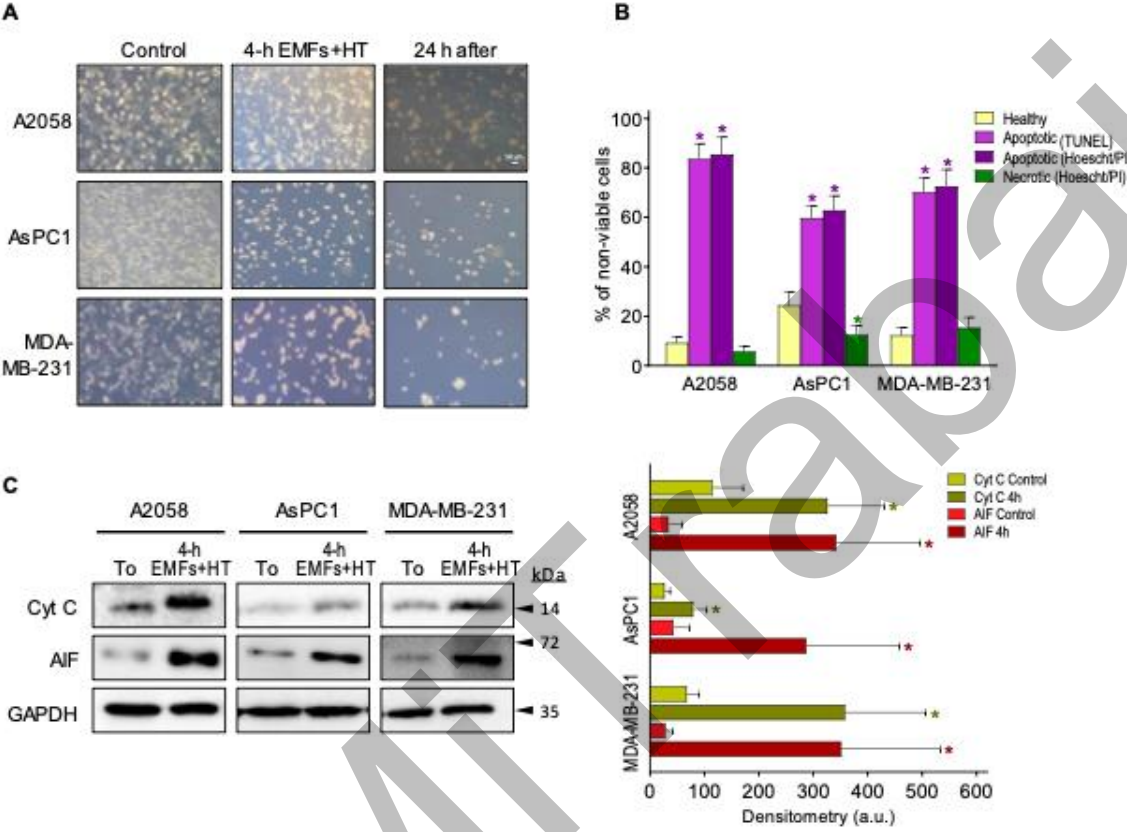 A
Control 4-h EMFs+HT 24 h after
A2058
AsPC1
MDA-
MB-231
B
% of non-viable cells
100
80
60
40
20
0
A2058 AsPC1 MDA-MB-231
Healthy
Apoptotic (TUNEL)
Apoptotic (Hoescht/PI
Necrotic (Hoescht/PI)
C
A2058 AsPC1 MDA-MB-231
4-h 4-h 4-h
To EMFs+HT To EMFs+HT To EMFs+HT kDa
Cyt C 14
72
AIF
GAPDH 35
A2058
AsPC1
MDA-MB-231
Cyt C Control
Cyt C 4h
AIF Control
AIF 4h
0 100 200 300 400 500 600
Densitometry (a.u.)